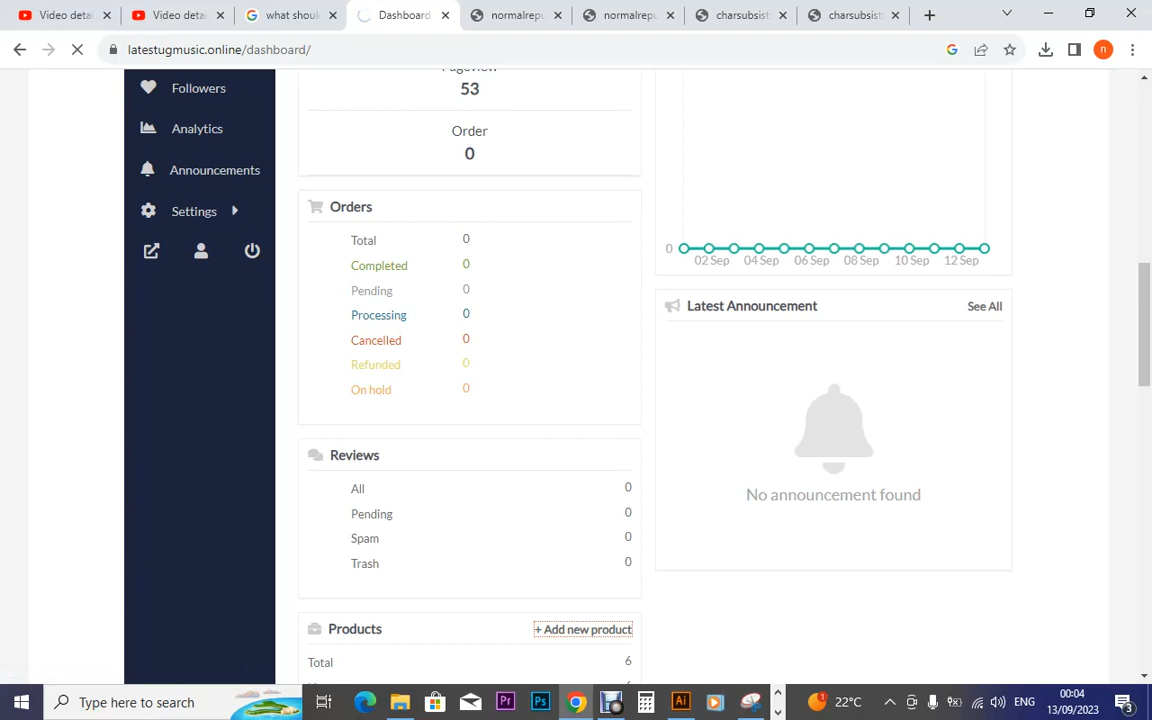 Video detai
Video detai
what shoul
Dashboard
normalrepu
normalrepu
charsubsist
charsubsist
latestugmusic.online/dashboard/
Followers
Analytics
Announcements
Settings
Pageview
53
Order
0
Orders
Total 0
Completed 0
Pending 0
Processing 0
Cancelled 0
Refunded 0
On hold 0
Reviews
All 0
Pending 0
Spam 0
Trash 0
Products + Add new product
Total 6
0
02 Sep 04 Sep 06 Sep 08 Sep 10 Sep 12 Sep
Latest Announcement See All
No announcement found
Type here to search
22°C
ENG
00:04
13/09/2023